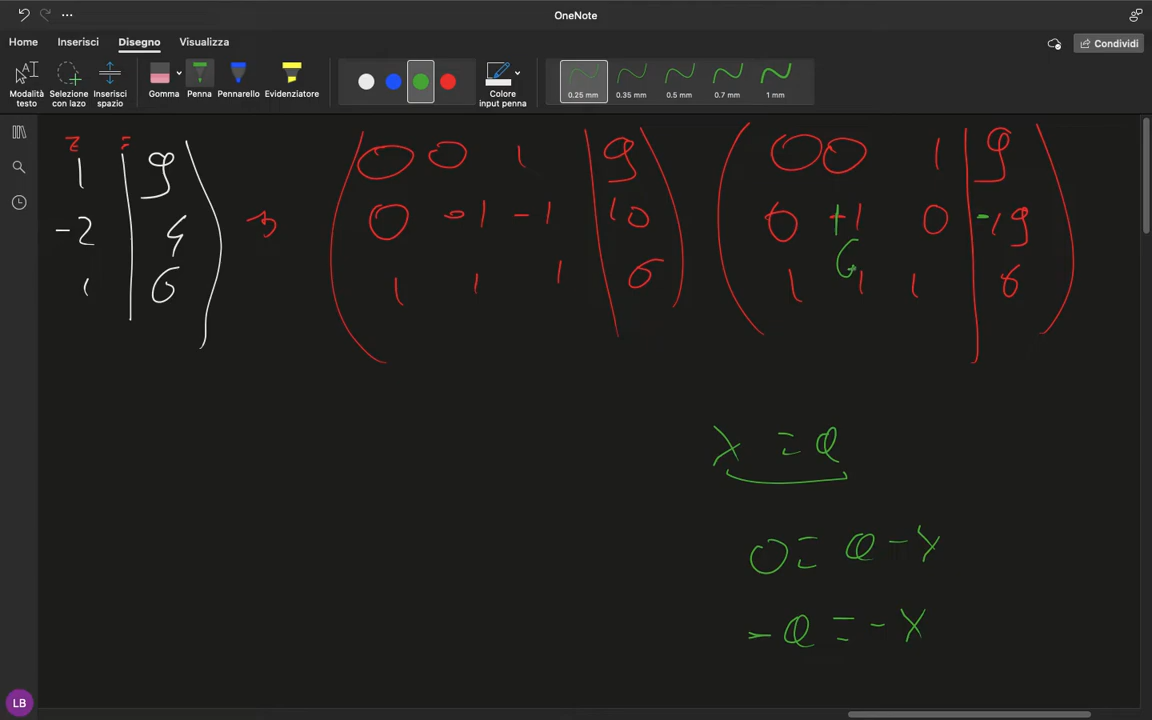 OneNote
Home Inserisci Disegno Visualizza
Condividi
Modalità testo
Selezione con lazo
Inserisci spazio
Gomma
Penna
Pennarello
Evidenziatore
Colore input penna
0.25 mm
0.35 mm
0.5 mm
0.7 mm
1 mm
z =
1 | 9
-2 | 4
1 | 6
0 0 1 | 9
0 -1 -1 | 10
1 1 1 | 6
0 0 1 | 9
0 +1 0 | -19
1 1 1 | 6
x = a
0 = a - x
- a = - x
LB